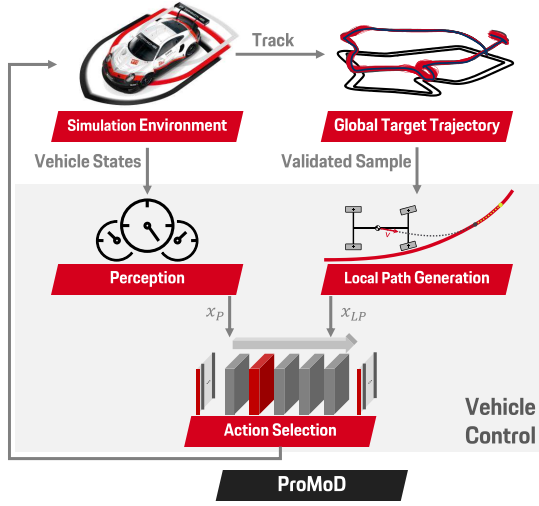 Track
Simulation Environment
Global Target Trajectory
Vehicle States
Validated Sample
v
Perception
Local Path Generation
x_P
x_LP
Action Selection
Vehicle
Control
ProMoD